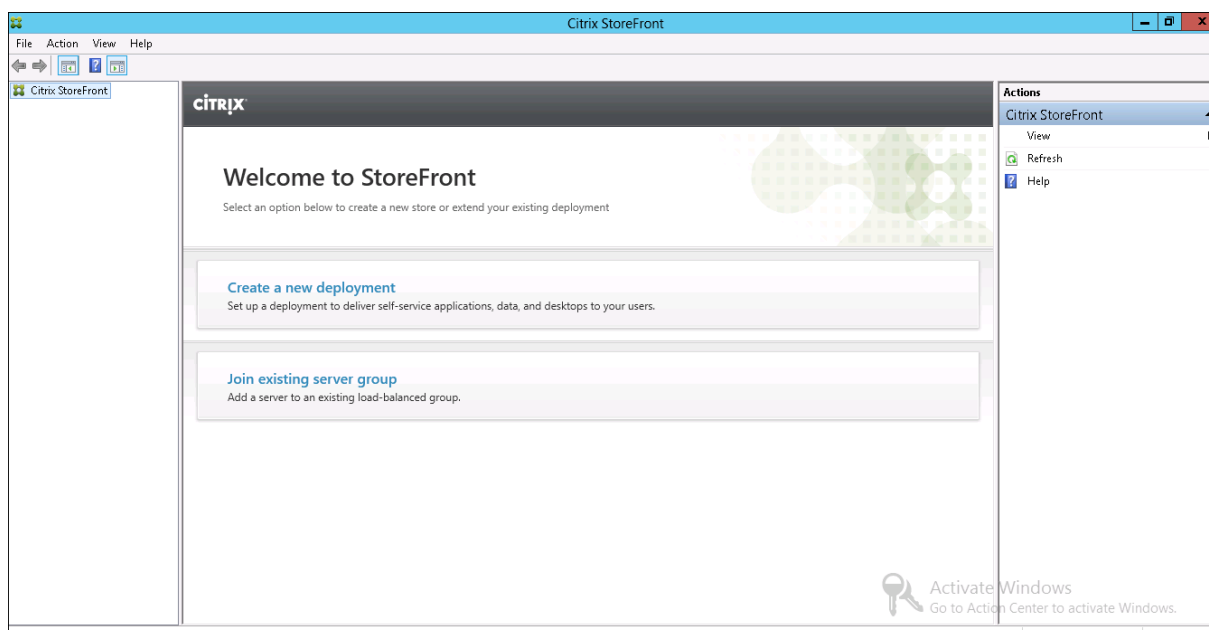 Citrix StoreFront
File Action View Help
Citrix StoreFront
CİTRIX
Welcome to StoreFront
Select an option below to create a new store or extend your existing deployment
Create a new deployment
Set up a deployment to deliver self-service applications, data, and desktops to your users.
Join existing server group
Add a server to an existing load-balanced group.
Actions
Citrix StoreFront
View
Refresh
Help
Activate Windows
Go to Action Center to activate Windows.